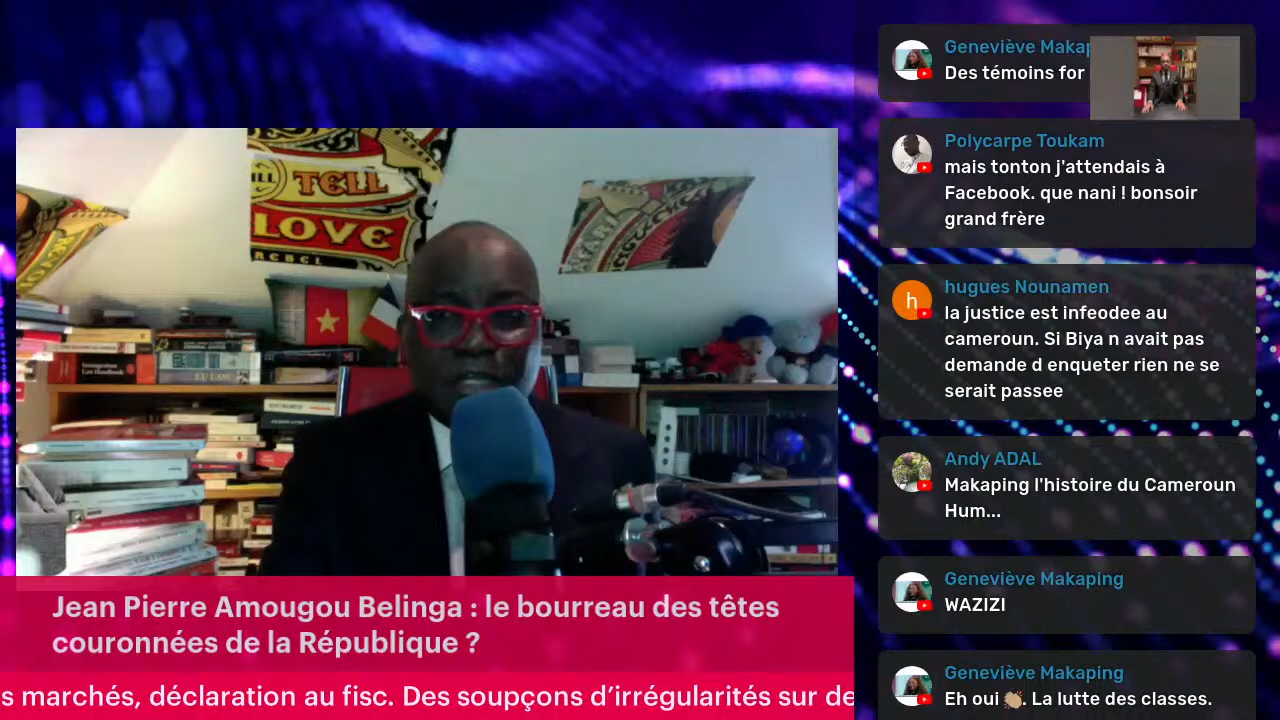 TELL
LOVE
REBEL
EU LAW
Jean Pierre Amougou Belinga : le bourreau des têtes
couronnées de la République ?
s marchés, déclaration au fisc. Des soupçons d’irrégularités sur de
Geneviève Makap
Des témoins for
Polycarpe Toukam
mais tonton j'attendais à
Facebook. que nani ! bonsoir
grand frère
h
hugues Nounamen
la justice est infeodee au
cameroun. Si Biya n avait pas
demande d enqueter rien ne se
serait passee
Andy ADAL
Makaping l'histoire du Cameroun
Hum...
Geneviève Makaping
WAZIZI
Geneviève Makaping
Eh oui 👏🏽. La lutte des classes.